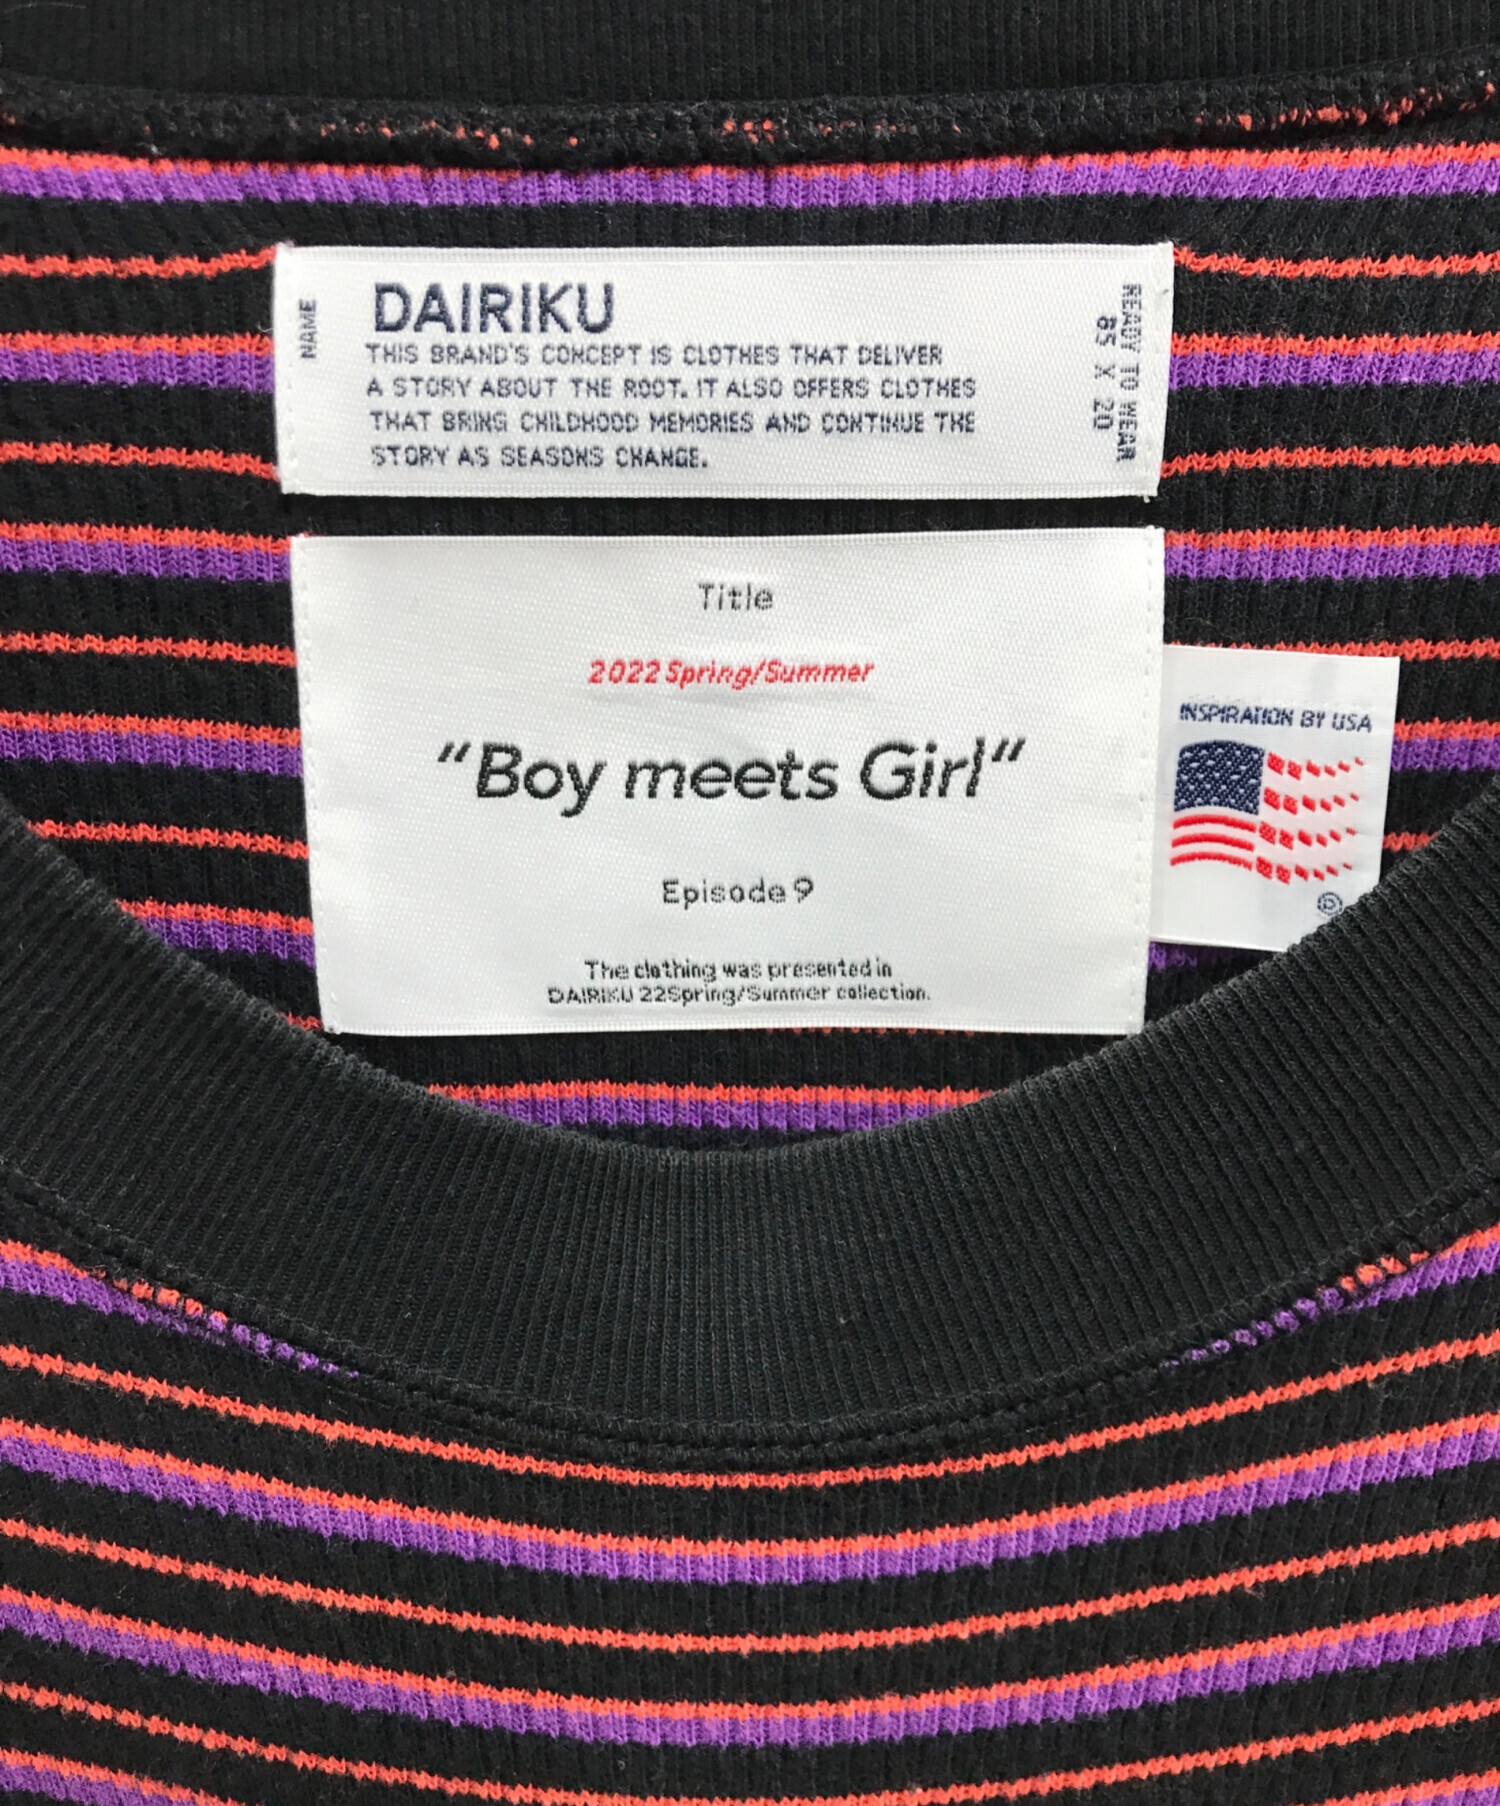 NAME
DAIRIKU
THIS BRAND'S CONCEPT IS CLOTHES THAT DELIVER
A STORY ABOUT THE ROOT. IT ALSO OFFERS CLOTHES
THAT BRING CHILDHOOD MEMORIES AND CONTINUE THE
STORY AS SEASONS CHANGE.
READY TO WEAR
85 X 20
Title
2022 Spring/Summer
“Boy meets Girl“
Episode 9
The clothing was presented in
DAIRIKU 22Spring/Summer collection.
INSPIRATION BY USA
©